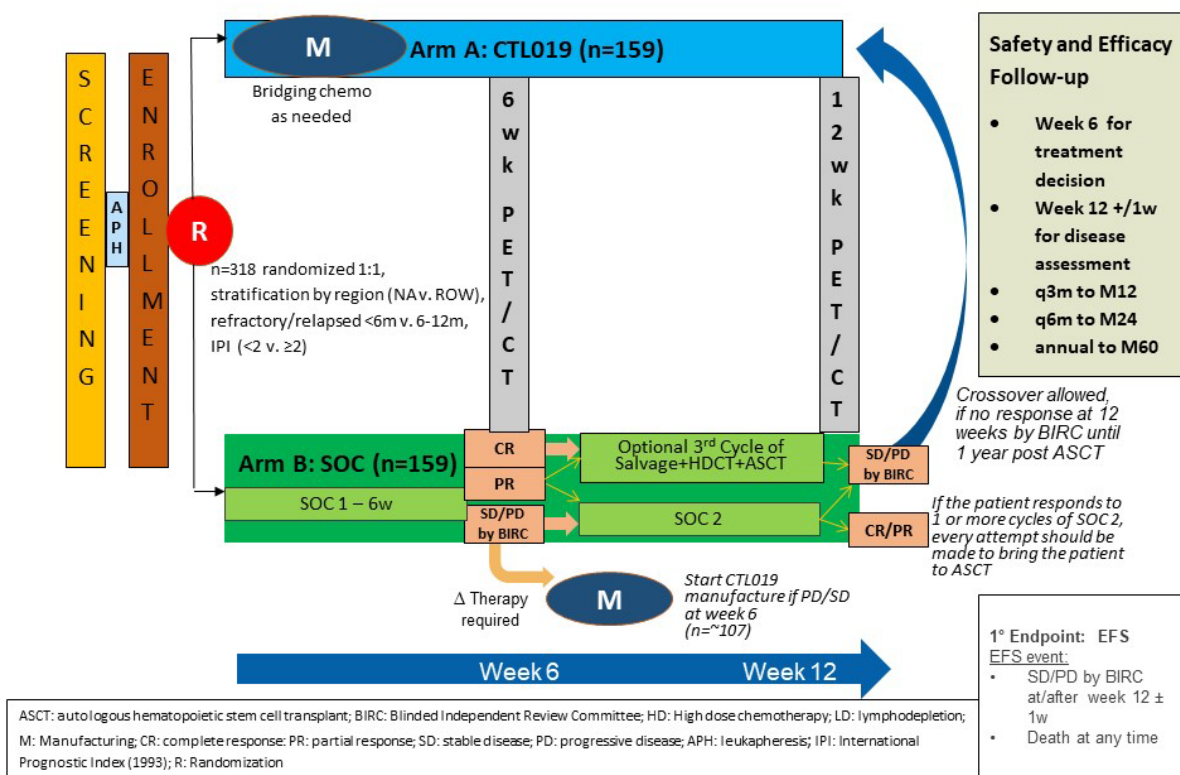 SCREENING
APH
ENROLLMENT
R
M
Arm A: CTL019 (n=159)
Bridging chemo
as needed
n=318 randomized 1:1,
stratification by region (NA v. ROW),
refractory/relapsed <6m v. 6-12m,
IPI (<2 v. ≥2)
6wk PET/CT
12wk PET/CT
Arm B: SOC (n=159)
SOC 1 – 6w
CR
PR
SD/PD
by BIRC
Optional 3rd Cycle of
Salvage+HDCT+ASCT
SOC 2
SD/PD
by BIRC
CR/PR
Δ Therapy
required
M
Start CTL019
manufacture if PD/SD
at week 6
(n=~107)
Week 6
Week 12
Safety and Efficacy
Follow-up
• Week 6 for
treatment
decision
• Week 12 +/1w
for disease
assessment
• q3m to M12
• q6m to M24
• annual to M60
Crossover allowed,
if no response at 12
weeks by BIRC until
1 year post ASCT
If the patient responds to
1 or more cycles of SOC 2,
every attempt should be
made to bring the patient
to ASCT
1° Endpoint: EFS
EFS event:
• SD/PD by BIRC
at/after week 12 ±
1w
• Death at any time
ASCT: autologous hematopoietic stem cell transplant; BIRC: Blinded Independent Review Committee; HD: High dose chemotherapy; LD: lymphodepletion;
M: Manufacturing; CR: complete response: PR: partial response; SD: stable disease; PD: progressive disease; APH: leukapheresis; IPI: International
Prognostic Index (1993); R: Randomization